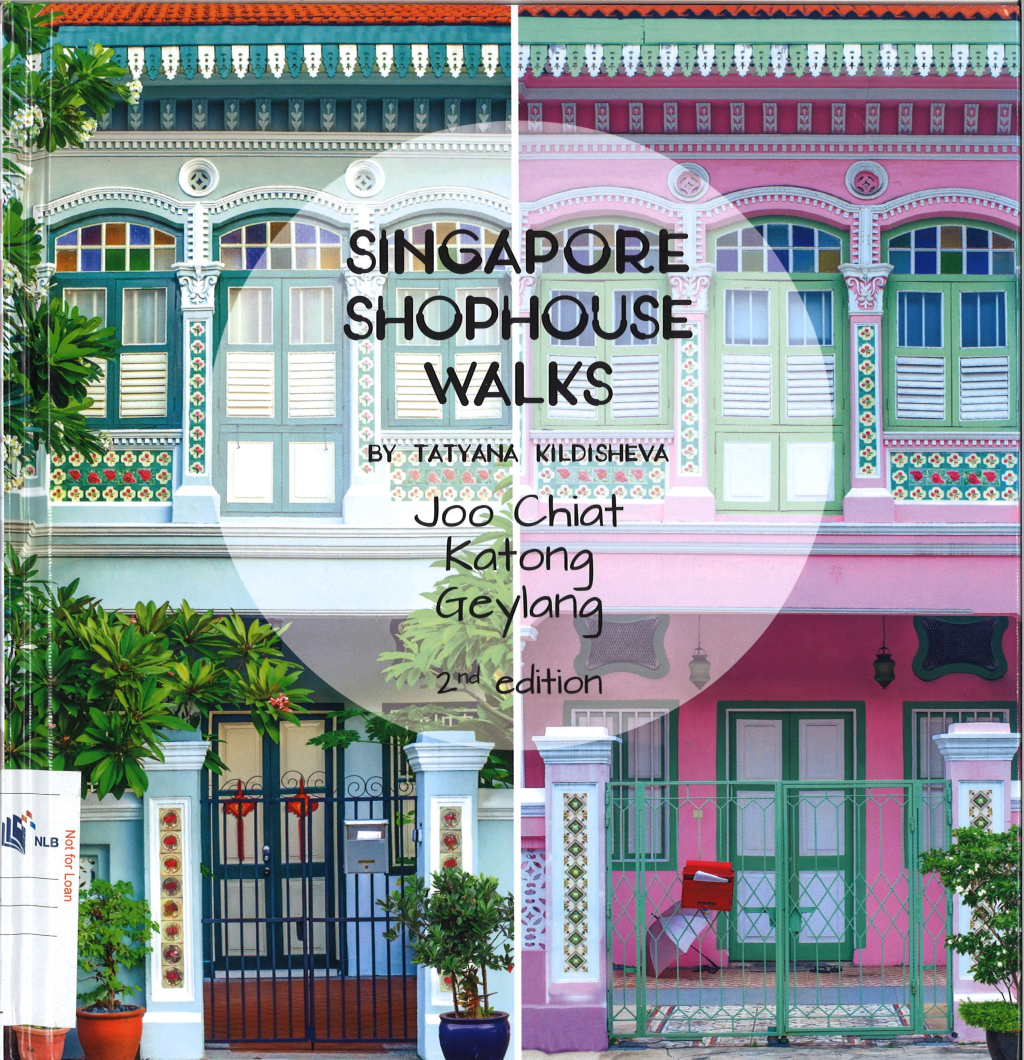 SINGAPORE
SHOPHOUSE
WALKS
BY TATYANA KILDISHEVA
Joo Chiat
Katong
Geylang
2nd edition
NLB
Not for Loan